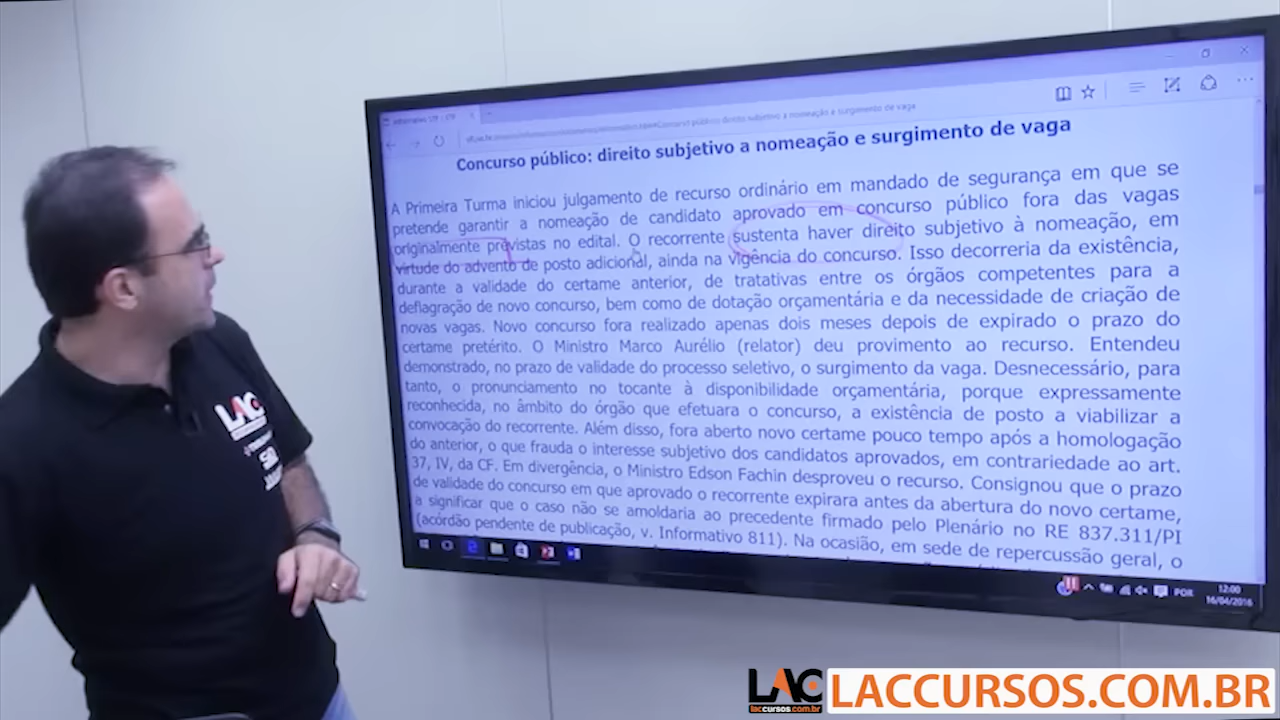 Concurso público: direito subjetivo a nomeação e surgimento de vaga
A Primeira Turma iniciou julgamento de recurso ordinário em mandado de segurança em que se
pretende garantir a nomeação de candidato aprovado em concurso público fora das vagas
originalmente previstas no edital. O recorrente sustenta haver direito subjetivo à nomeação, em
virtude do advento de posto adicional, ainda na vigência do concurso. Isso decorreria da existência,
durante a validade do certame anterior, de tratativas entre os órgãos competentes para a
deflagração de novo concurso, bem como de dotação orçamentária e da necessidade de criação de
novas vagas. Novo concurso fora realizado apenas dois meses depois de expirado o prazo do
certame pretérito. O Ministro Marco Aurélio (relator) deu provimento ao recurso. Entendeu
demonstrado, no prazo de validade do processo seletivo, o surgimento da vaga. Desnecessário, para
tanto, o pronunciamento no tocante à disponibilidade orçamentária, porque expressamente
reconhecida, no âmbito do órgão que efetuara o concurso, a existência de posto a viabilizar a
convocação do recorrente. Além disso, fora aberto novo certame pouco tempo após a homologação
do anterior, o que frauda o interesse subjetivo dos candidatos aprovados, em contrariedade ao art.
37, IV, da CF. Em divergência, o Ministro Edson Fachin desproveu o recurso. Consignou que o prazo
de validade do concurso em que aprovado o recorrente expirara antes da abertura do novo certame,
a significar que o caso não se amoldaria ao precedente firmado pelo Plenário no RE 837.311/PI
(acórdão pendente de publicação, v. Informativo 811). Na ocasião, em sede de repercussão geral, o
POR
12:00
16/04/2016
LAC
LAC
laccursos.com.br
LACCURSOS.COM.BR